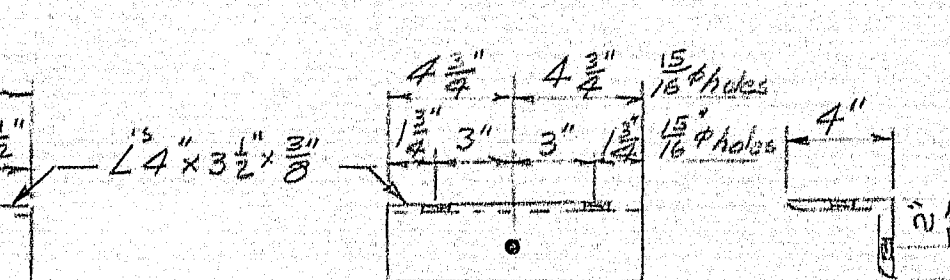 4 3/4" 4 3/4" 15/16 φ holes
1 3/4" 3" 3" 1 3/4" 15/16" φ holes 4"
L's 4" x 3 1/2" x 3/8"